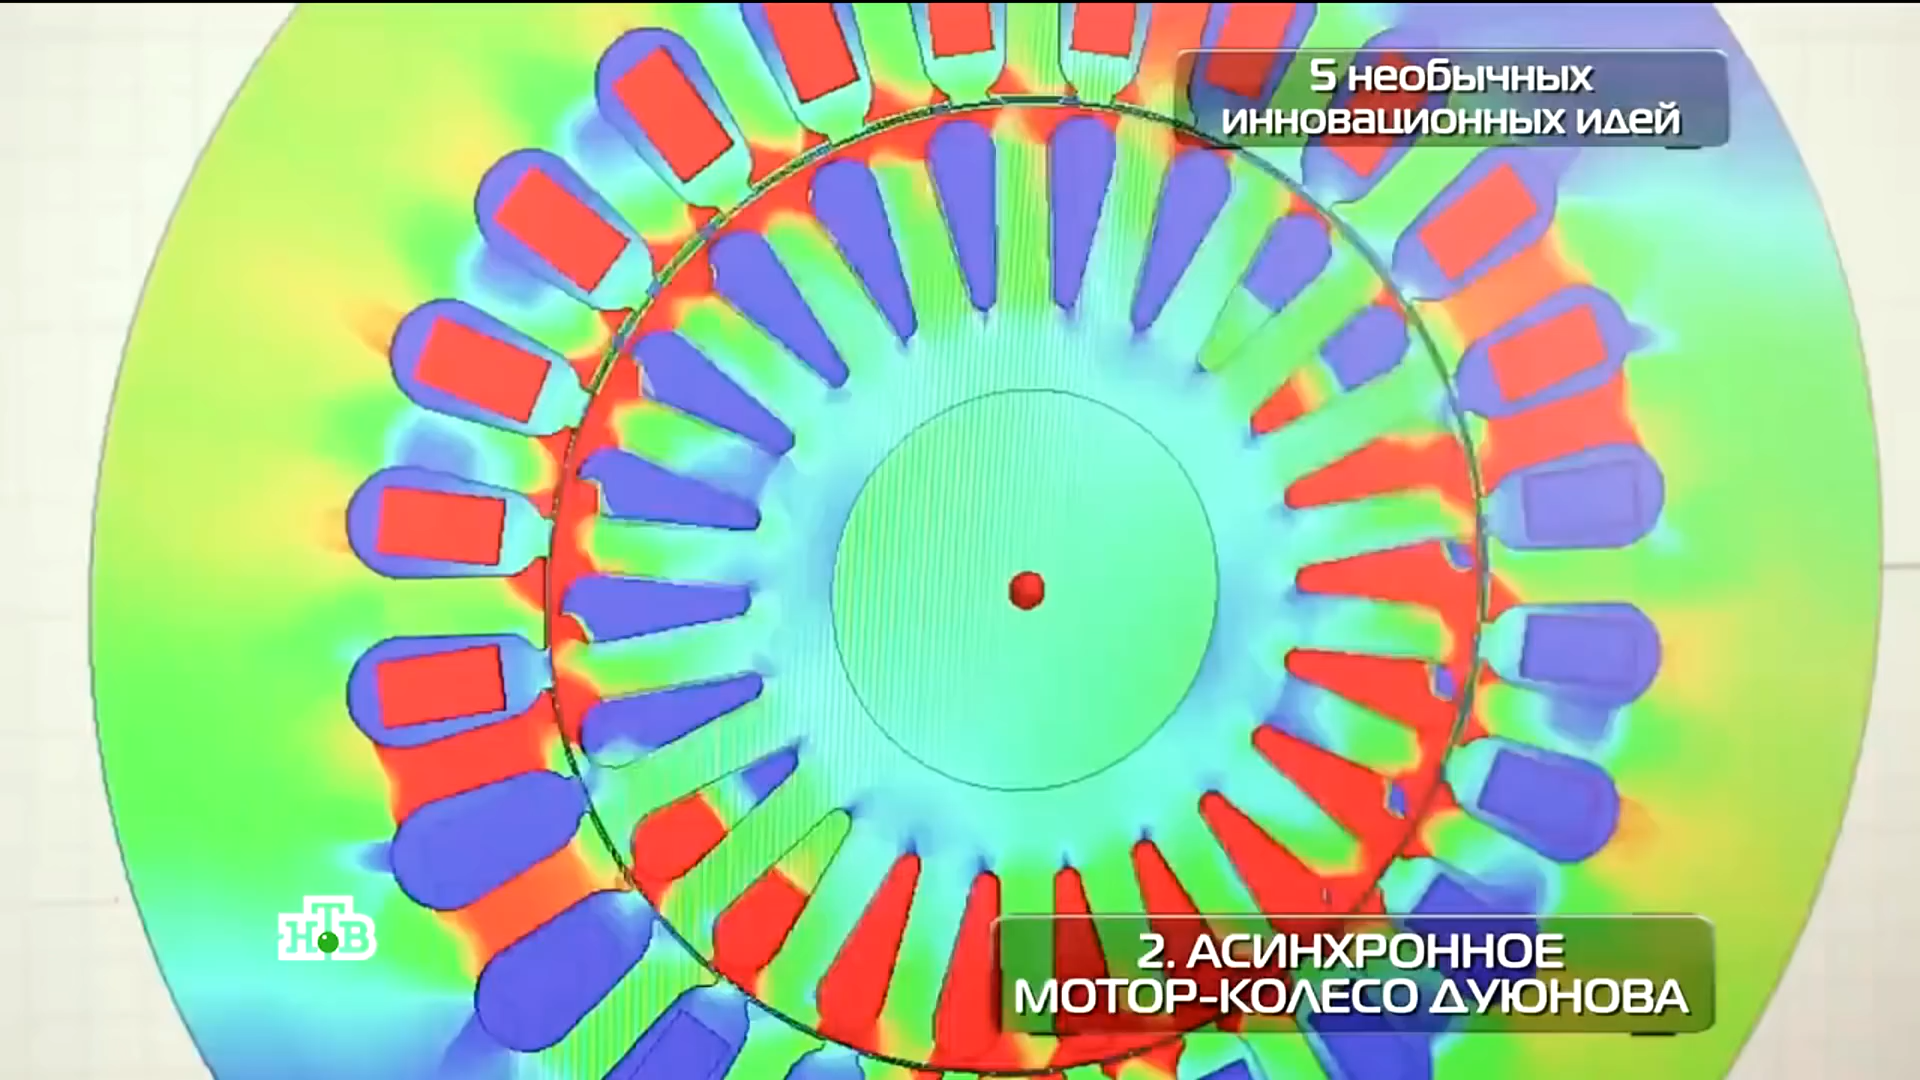 5 необычных
инновационных идей
НТВ
2. АСИНХРОННОЕ
МОТОР-КОЛЕСО ДУЮНОВА